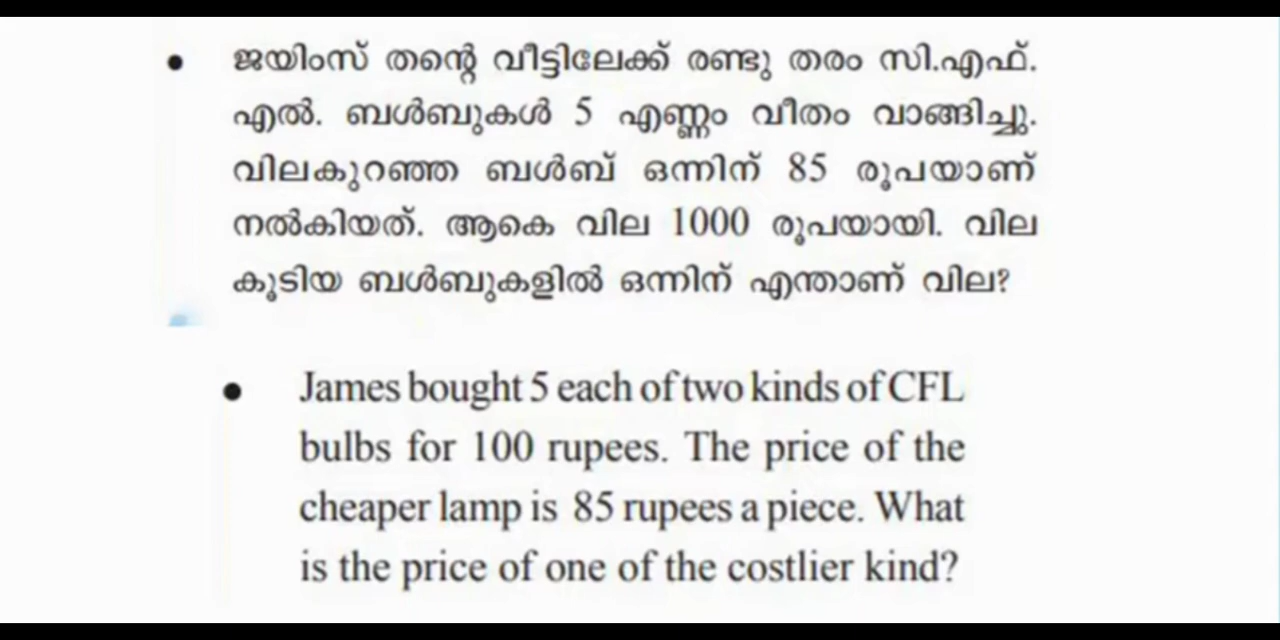 • ജയിംസ് തന്റെ വീട്ടിലേക്ക് രണ്ടു തരം സി.എഫ്.
എൽ. ബൾബുകൾ 5 എണ്ണം വീതം വാങ്ങിച്ചു.
വിലകുറഞ്ഞ ബൾബ് ഒന്നിന് 85 രൂപയാണ്
നൽകിയത്. ആകെ വില 1000 രൂപയായി. വില
കൂടിയ ബൾബുകളിൽ ഒന്നിന് എന്താണ് വില?
• James bought 5 each of two kinds of CFL
bulbs for 100 rupees. The price of the
cheaper lamp is 85 rupees a piece. What
is the price of one of the costlier kind?